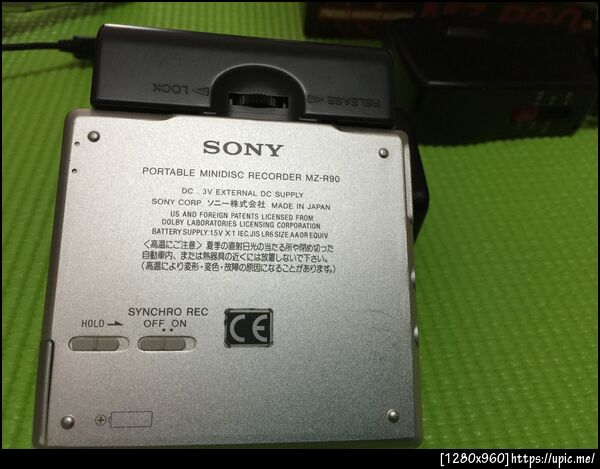 LOCK
RELEASE
SONY
PORTABLE MINIDISC RECORDER MZ-R90
DC : 3V EXTERNAL DC SUPPLY
SONY CORP. ソニー株式会社 MADE IN JAPAN
US AND FOREIGN PATENTS LICENSED FROM
DOLBY LABORATORIES LICENSING CORPORATION
BATTERY SUPPLY:1.5V X 1 IEC,JIS LR6 SIZE AA OR EQUIV
〈高温にご注意〉夏季の直射日光の当たる所や閉め切った
自動車内、または熱器具の近くには放置しないで下さい。
(高温により変形・変色・故障の原因になることがあります。)
SYNCHRO REC
HOLD OFF ON
CE
[1280x960]https://upic.me/